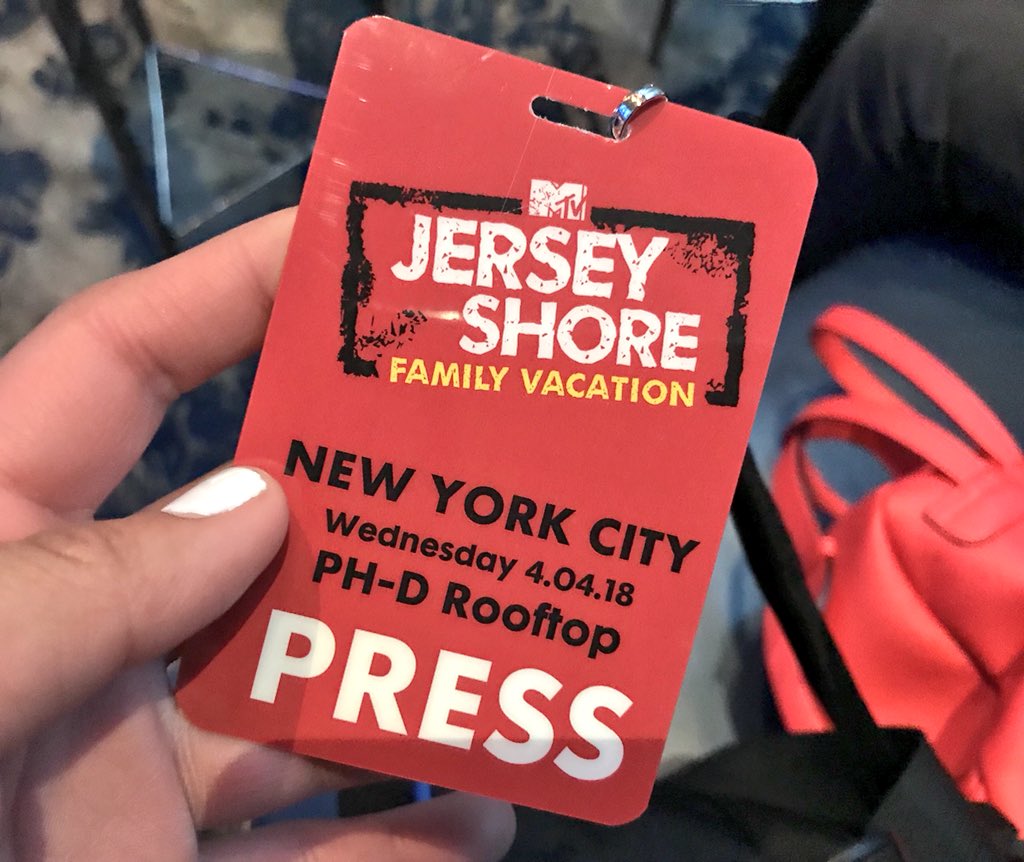 MTV
JERSEY
SHORE
FAMILY VACATION
NEW YORK CITY
Wednesday 4.04.18
PH-D Rooftop
PRESS